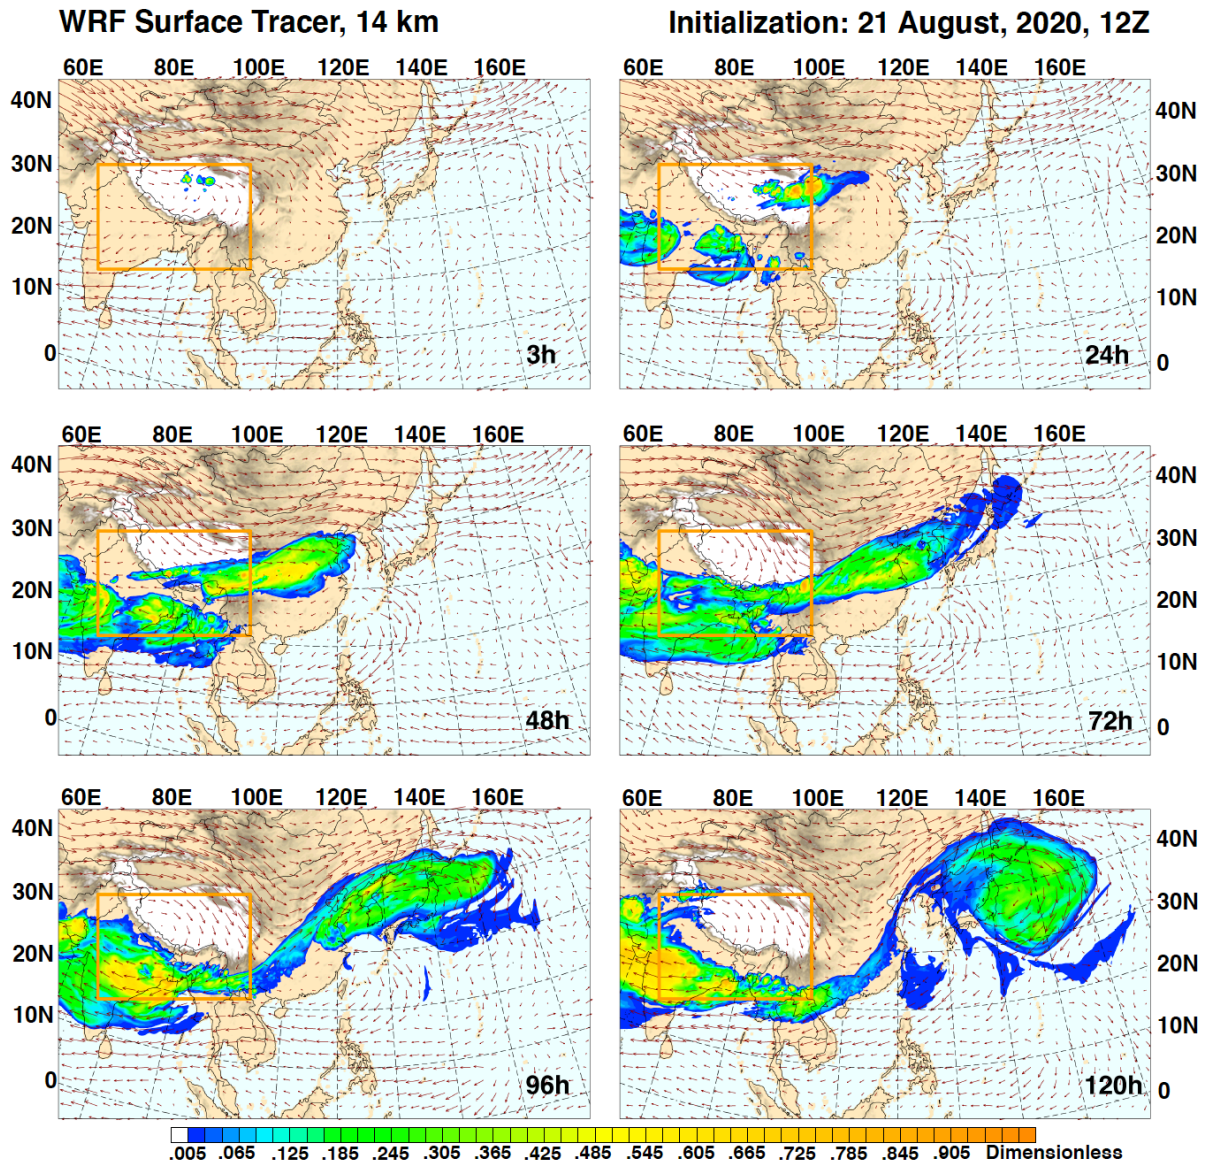 WRF Surface Tracer, 14 km
Initialization: 21 August, 2020, 12Z
60E 80E 100E 120E 140E 160E
60E 80E 100E 120E 140E 160E
40N
30N
20N
10N
0
3h
24h
40N
30N
20N
10N
0
60E 80E 100E 120E 140E 160E
60E 80E 100E 120E 140E 160E
40N
30N
20N
10N
0
48h
72h
40N
30N
20N
10N
0
60E 80E 100E 120E 140E 160E
60E 80E 100E 120E 140E 160E
40N
30N
20N
10N
0
96h
120h
40N
30N
20N
10N
0
.005 .065 .125 .185 .245 .305 .365 .425 .485 .545 .605 .665 .725 .785 .845 .905 Dimensionless